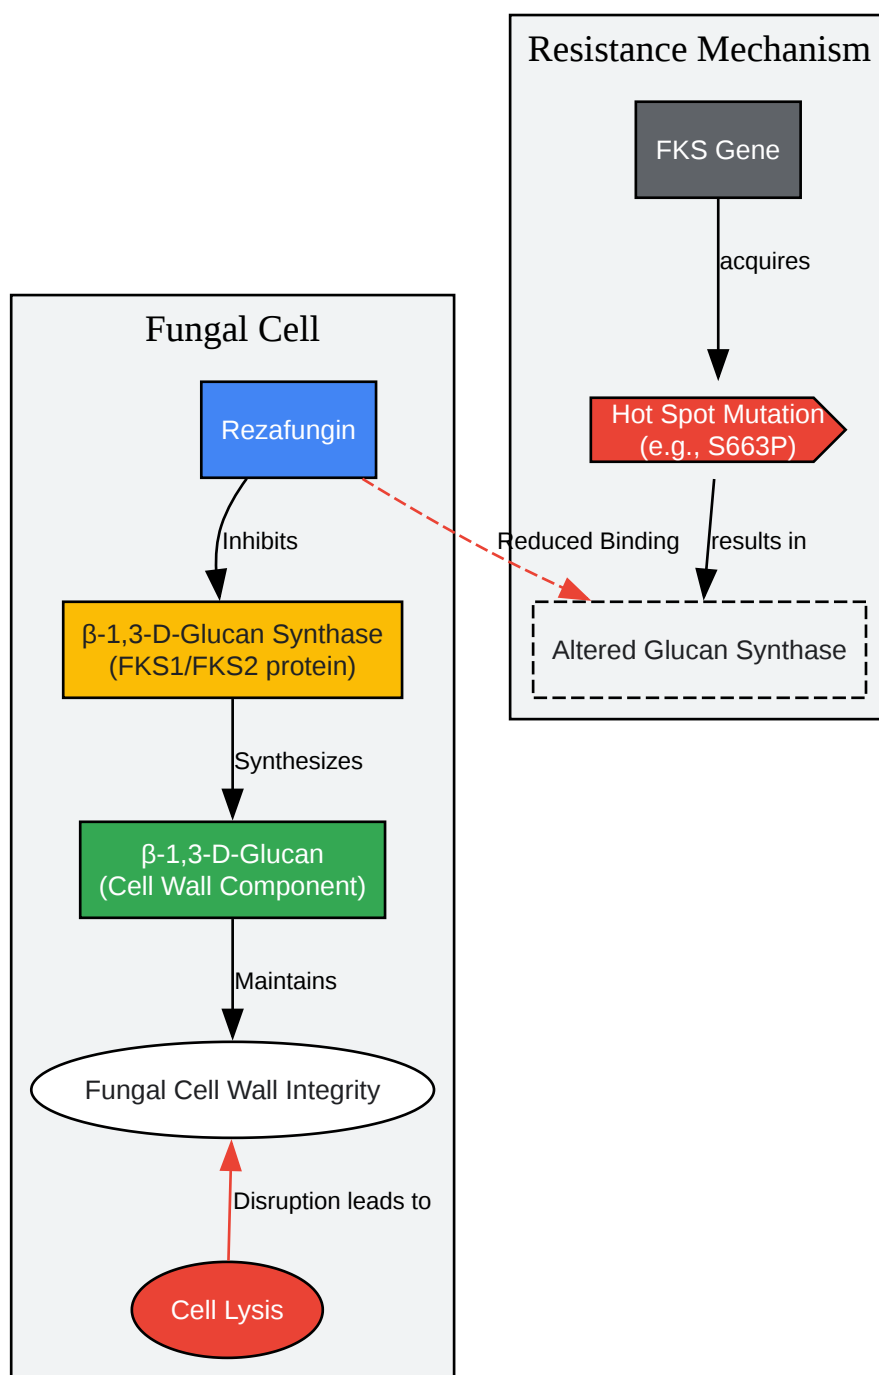 Resistance Mechanism
FKS Gene
acquires
Hot Spot Mutation
(e.g., S663P)
results in
Altered Glucan Synthase
Fungal Cell
Rezafungin
Inhibits
Reduced Binding
β-1,3-D-Glucan Synthase
(FKS1/FKS2 protein)
Synthesizes
β-1,3-D-Glucan
(Cell Wall Component)
Maintains
Fungal Cell Wall Integrity
Disruption leads to
Cell Lysis